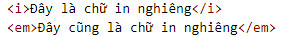 <i>Đây là chữ in nghiêng</i>
<em>Đây cũng là chữ in nghiêng</em>